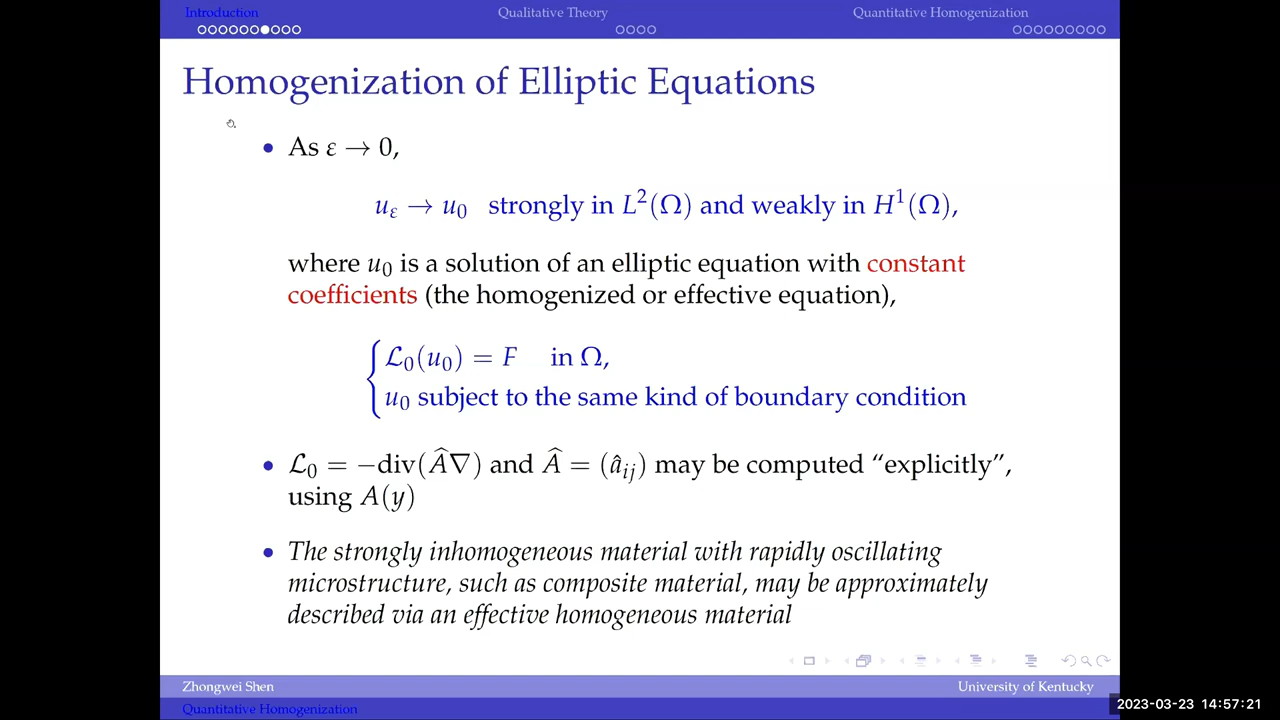 Introduction Qualitative Theory Quantitative Homogenization
Homogenization of Elliptic Equations
• As ε → 0,
u_ε → u_0 strongly in L²(Ω) and weakly in H¹(Ω),
where u_0 is a solution of an elliptic equation with constant
coefficients (the homogenized or effective equation),
ℒ_0(u_0) = F in Ω,
u_0 subject to the same kind of boundary condition
• ℒ_0 = −div(Â∇) and Â = (â_ij) may be computed “explicitly”,
using A(y)
• The strongly inhomogeneous material with rapidly oscillating
microstructure, such as composite material, may be approximately
described via an effective homogeneous material
Zhongwei Shen University of Kentucky
Quantitative Homogenization
2023-03-23 14:57:21